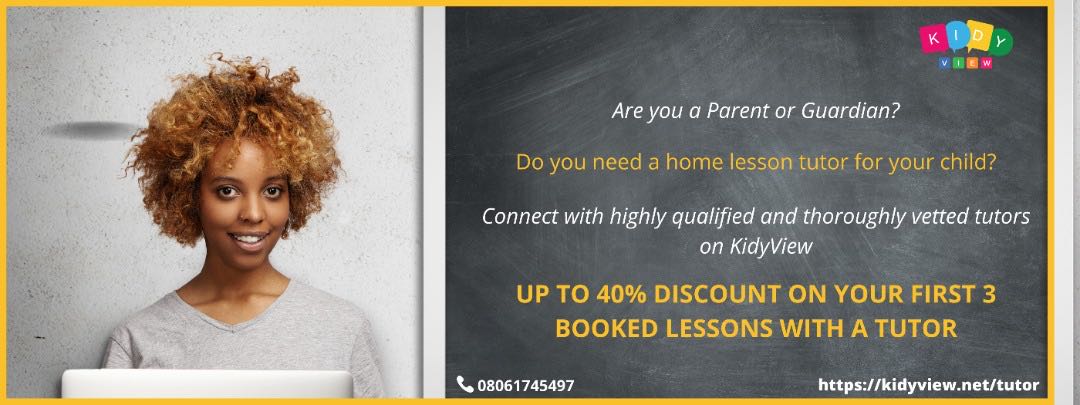 KIDY
VIEW
Are you a Parent or Guardian?
Do you need a home lesson tutor for your child?
Connect with highly qualified and thoroughly vetted tutors
on KidyView
UP TO 40% DISCOUNT ON YOUR FIRST 3
BOOKED LESSONS WITH A TUTOR
08061745497
https://kidyview.net/tutor